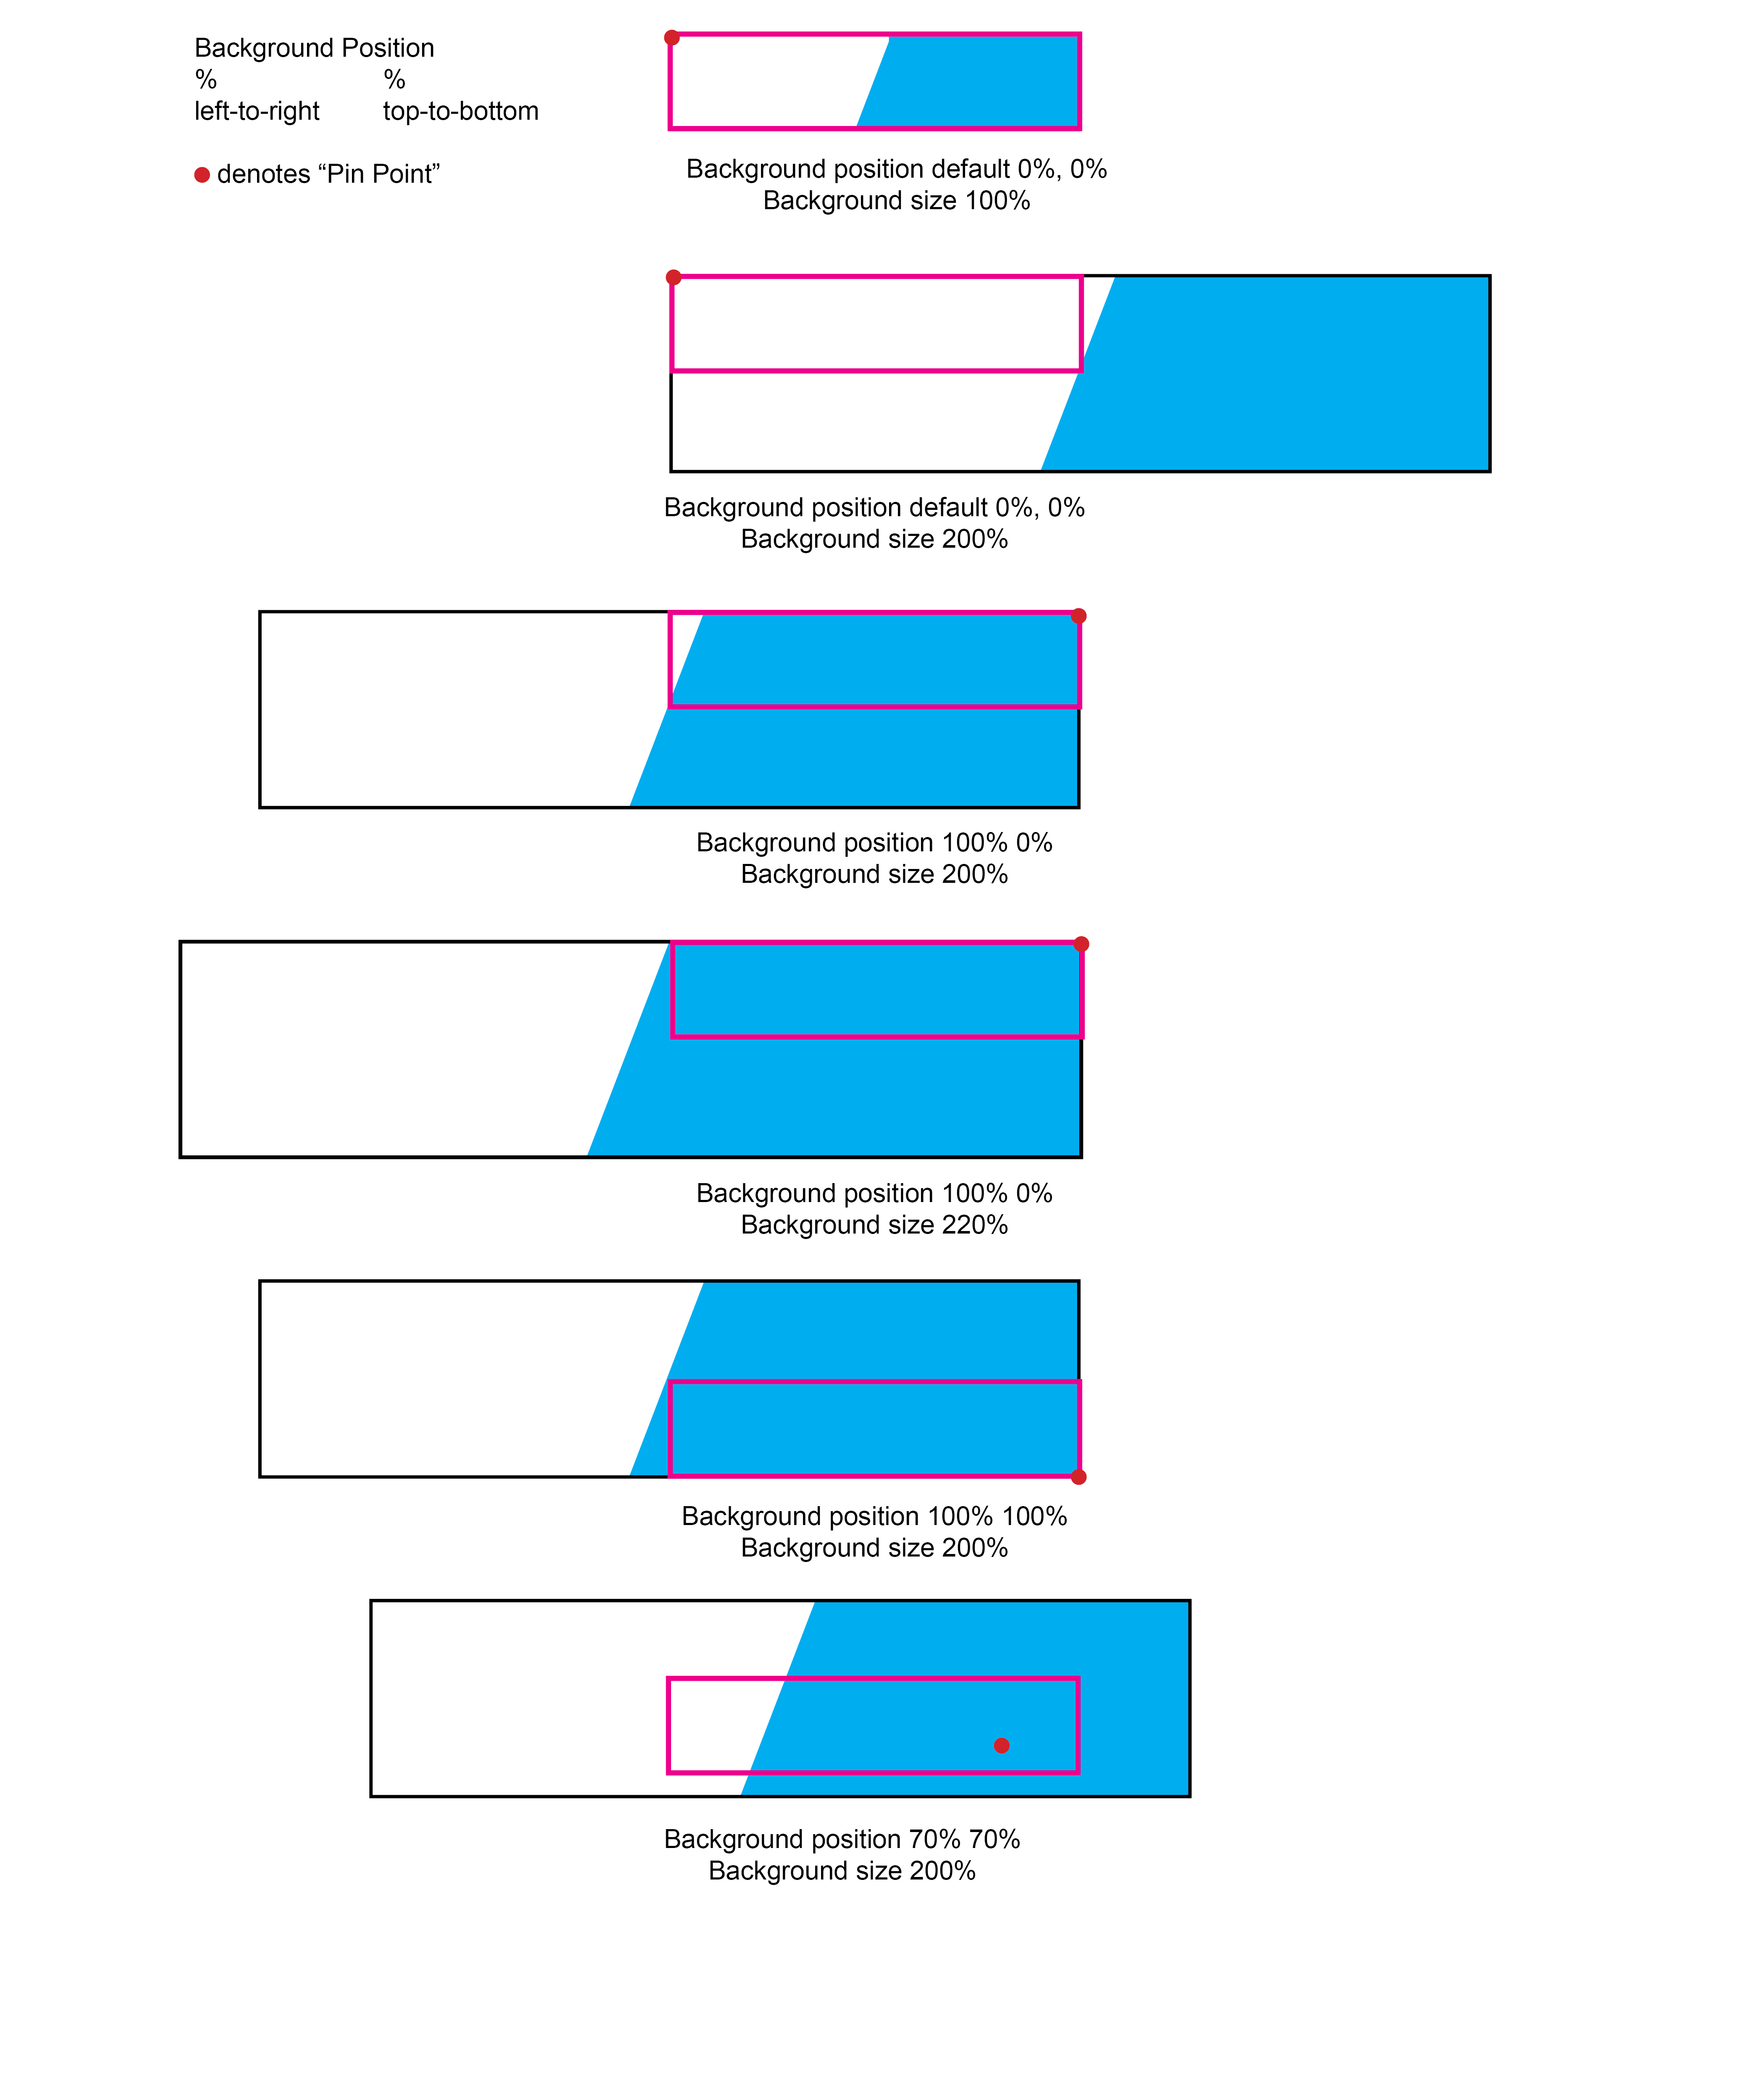 Background Position
% %
left-to-right top-to-bottom
denotes “Pin Point”
Background position default 0%, 0%
Background size 100%
Background position default 0%, 0%
Background size 200%
Background position 100% 0%
Background size 200%
Background position 100% 0%
Background size 220%
Background position 100% 100%
Background size 200%
Background position 70% 70%
Background size 200%